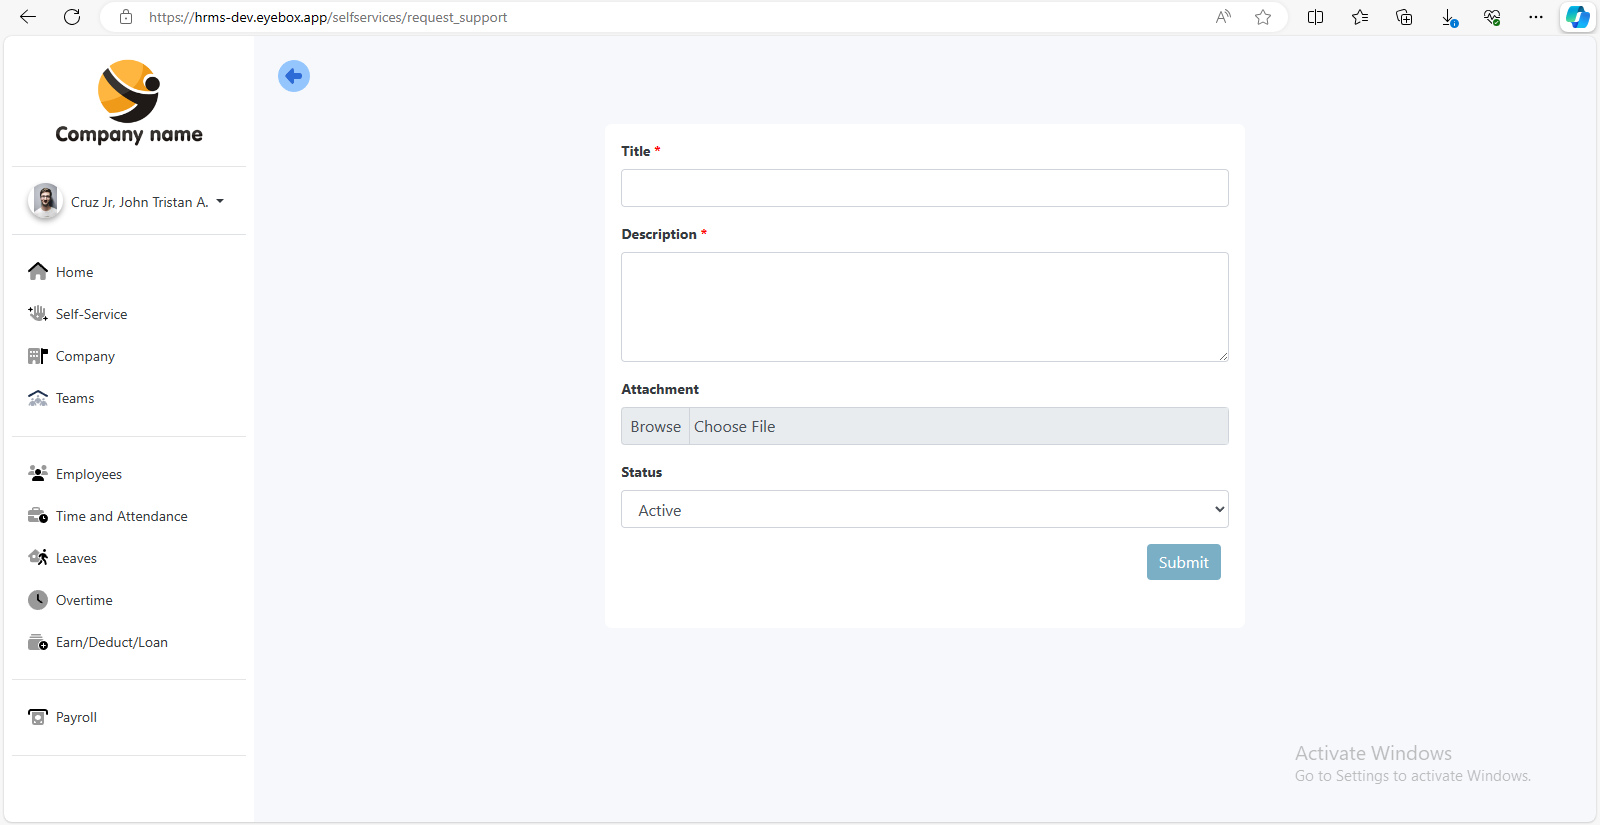 https://hrms-dev.eyebox.app/selfservices/request_support
Company name
Cruz Jr, John Tristan A.
Home
Self-Service
Company
Teams
Employees
Time and Attendance
Leaves
Overtime
Earn/Deduct/Loan
Payroll
Title *
Description *
Attachment
Browse Choose File
Status
Active
Submit
Activate Windows
Go to Settings to activate Windows.